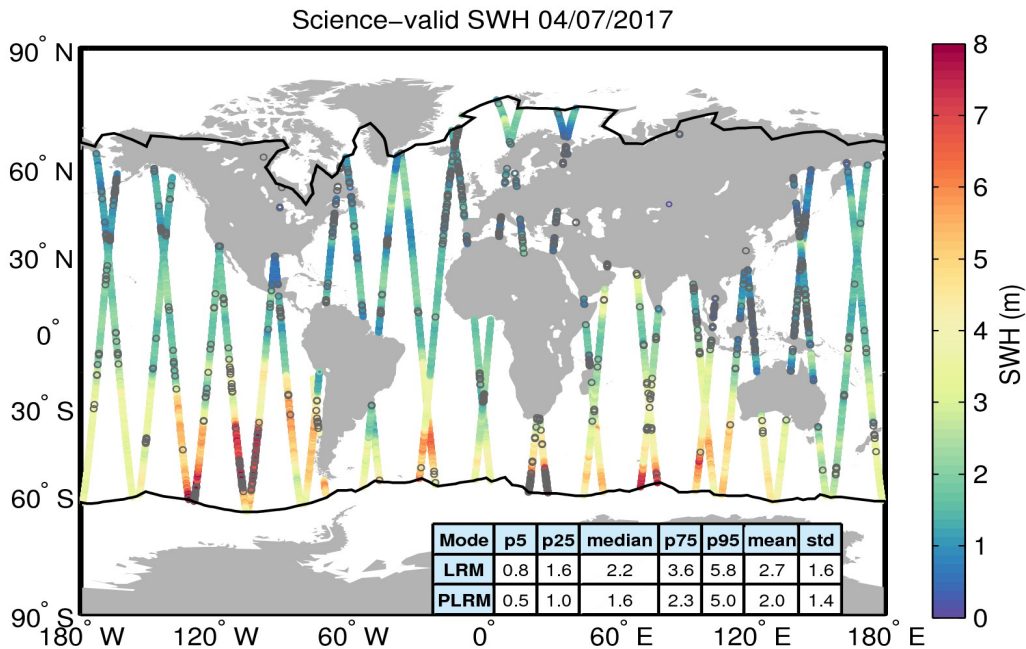 Science−valid SWH 04/07/2017
90° N
60° N
30° N
0°
30° S
60° S
90° S
180° W
120° W
60° W
0°
60° E
120° E
180° E
Mode p5 p25 median p75 p95 mean std
LRM 0.8 1.6 2.2 3.6 5.8 2.7 1.6
PLRM 0.5 1.0 1.6 2.3 5.0 2.0 1.4
8
7
6
5
4
3
2
1
0
SWH (m)